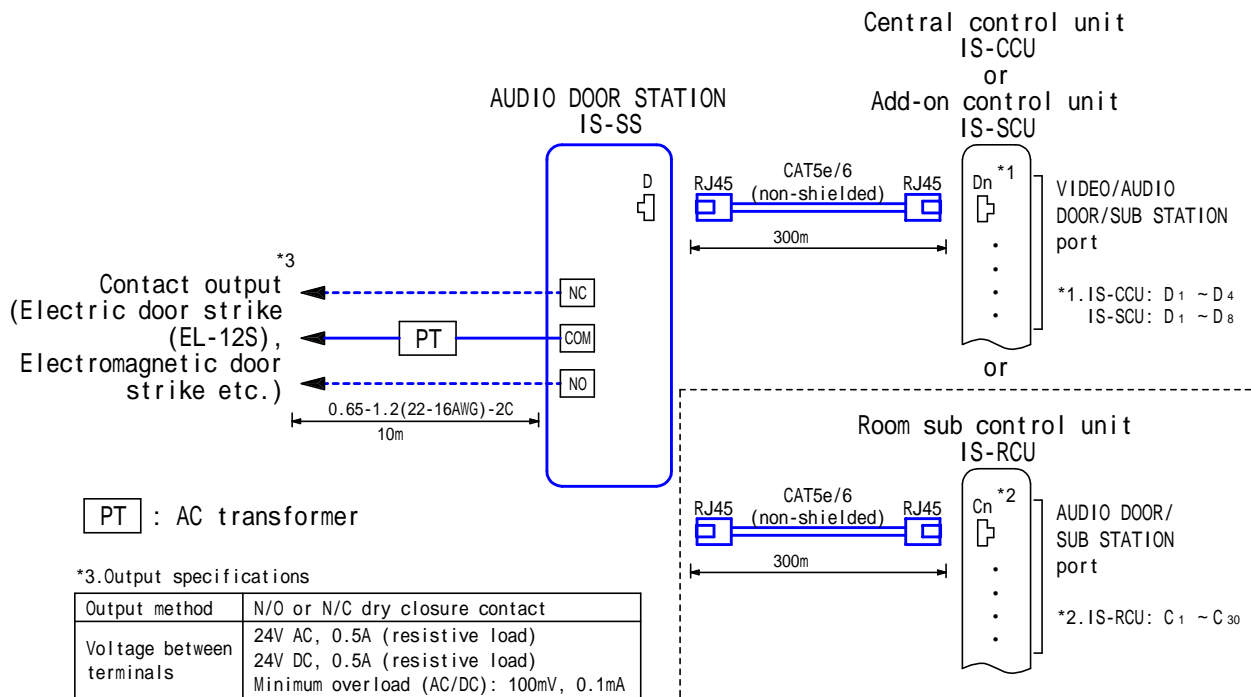 Central control unit
IS-CCU
or
Add-on control unit
IS-SCU
AUDIO DOOR STATION
IS-SS
D
RJ45
CAT5e/6
(non-shielded)
RJ45
300m
Dn *1
VIDEO/AUDIO
DOOR/SUB STATION
port
*1.IS-CCU: D1 ~D4
IS-SCU: D1 ~D8
or
*3
Contact output
(Electric door strike
(EL-12S),
Electromagnetic door
strike etc.)
NC
PT
COM
NO
0.65-1.2(22-16AWG)-2C
10m
Room sub control unit
IS-RCU
RJ45
CAT5e/6
(non-shielded)
RJ45
300m
Cn *2
AUDIO DOOR/
SUB STATION
port
*2.IS-RCU: C1 ~C30
PT : AC transformer
*3.Output specifications
Output method N/O or N/C dry closure contact
Voltage between terminals
24V AC, 0.5A (resistive load)
24V DC, 0.5A (resistive load)
Minimum overload (AC/DC): 100mV, 0.1mA